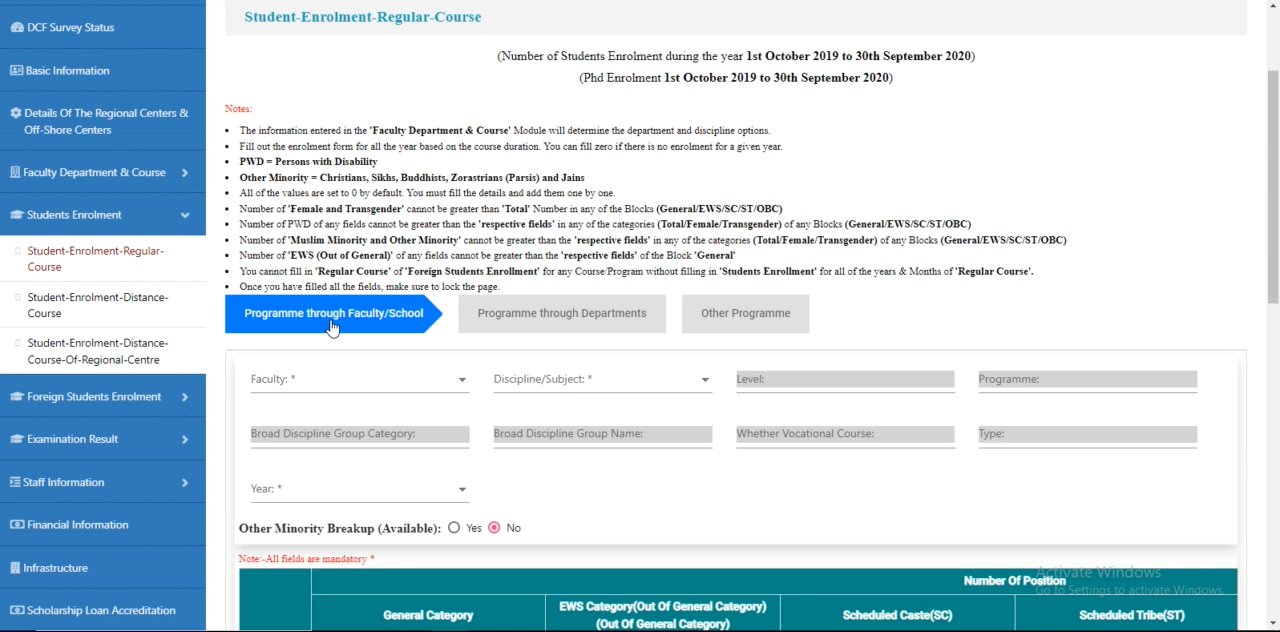 DCF Survey Status
Basic Information
Details Of The Regional Centers &
Off-Shore Centers
Faculty Department & Course
Students Enrolment
Student-Enrolment-Regular-
Course
Student-Enrolment-Distance-
Course
Student-Enrolment-Distance-
Course-Of-Regional-Centre
Foreign Students Enrolment
Examination Result
Staff Information
Financial Information
Infrastructure
Scholarship Loan Accreditation
Student-Enrolment-Regular-Course
(Number of Students Enrolment during the year 1st October 2019 to 30th September 2020)
(Phd Enrolment 1st October 2019 to 30th September 2020)
Notes:
• The information entered in the 'Faculty Department & Course' Module will determine the department and discipline options.
• Fill out the enrolment form for all the year based on the course duration. You can fill zero if there is no enrolment for a given year.
• PWD = Persons with Disability
• Other Minority = Christians, Sikhs, Buddhists, Zorastrians (Parsis) and Jains
• All of the values are set to 0 by default. You must fill the details and add them one by one.
• Number of 'Female and Transgender' cannot be greater than 'Total' Number in any of the Blocks (General/EWS/SC/ST/OBC)
• Number of PWD of any fields cannot be greater than the 'respective fields' in any of the categories (Total/Female/Transgender) of any Blocks (General/EWS/SC/ST/OBC)
• Number of 'Muslim Minority and Other Minority' cannot be greater than the 'respective fields' in any of the categories (Total/Female/Transgender) of any Blocks (General/EWS/SC/ST/OBC)
• Number of 'EWS (Out of General)' of any fields cannot be greater than the 'respective fields' of the Block 'General'
• You cannot fill in 'Regular Course' of 'Foreign Students Enrollment' for any Course/Program without filling in 'Students Enrollment' for all of the years & Months of 'Regular Course'.
• Once you have filled all the fields, make sure to lock the page.
Programme through Faculty/School
Programme through Departments
Other Programme
Faculty: *
Discipline/Subject: *
Level:
Programme:
Broad Discipline Group Category:
Broad Discipline Group Name:
Whether Vocational Course:
Type:
Year: *
Other Minority Breakup (Available): Yes No
Note:-All fields are mandatory *
Number Of Position
General Category
EWS Category(Out Of General Category)
(Out Of General Category)
Scheduled Caste(SC)
Scheduled Tribe(ST)
Activate Windows
Go to Settings to activate Windows.